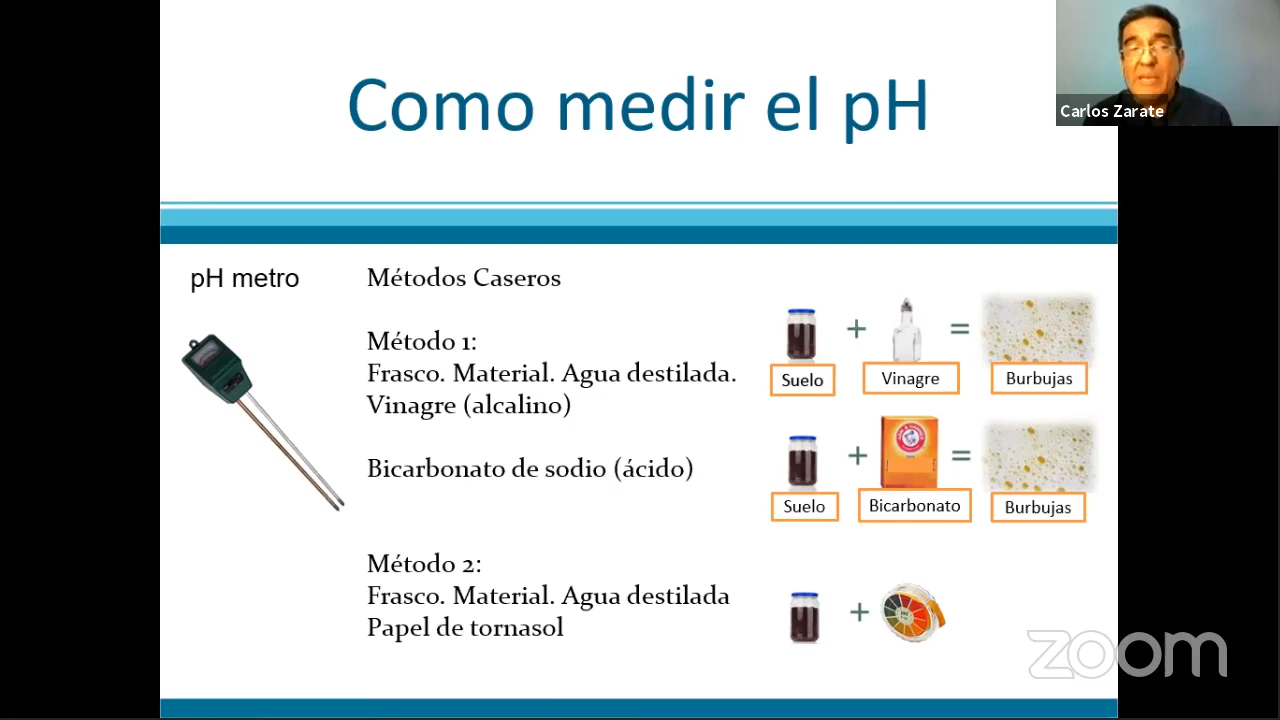 Como medir el pH
Carlos Zarate
pH metro
Métodos Caseros
Método 1:
Frasco. Material. Agua destilada.
Vinagre (alcalino)
Bicarbonato de sodio (ácido)
Método 2:
Frasco. Material. Agua destilada
Papel de tornasol
+ =
Suelo Vinagre Burbujas
+ =
Suelo Bicarbonato Burbujas
+
zoom